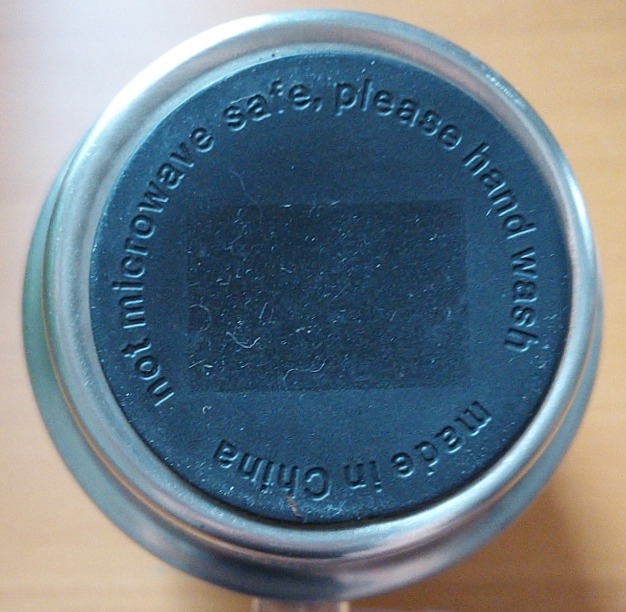 not microwave safe, please hand wash
made in China